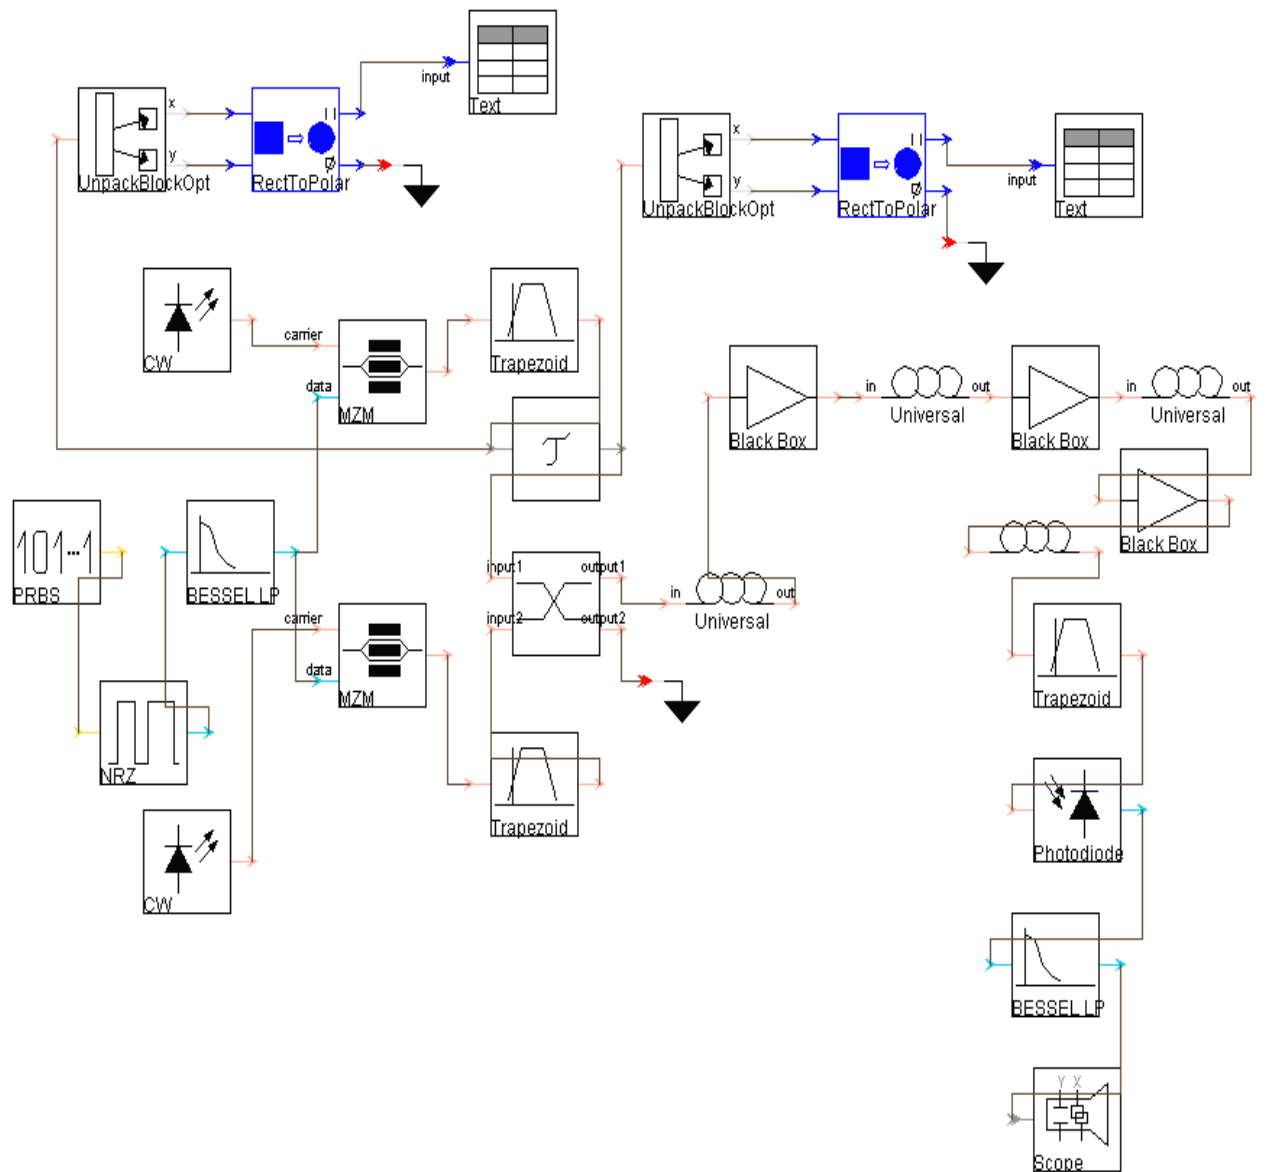 input
Text
x
y
UnpackBlockOpt
| |
Ø
RectToPolar
x
y
UnpackBlockOpt
| |
Ø
RectToPolar
input
Text
CW
carrier
data
MZM
Trapezoid
Black Box
in
out
Universal
Black Box
in
out
Universal
Black Box
T
101...1
PRBS
BESSEL LP
input1
output1
input2
output2
in
out
Universal
carrier
data
MZM
Trapezoid
NRZ
Trapezoid
CW
Photodiode
BESSEL LP
Y X
Scope